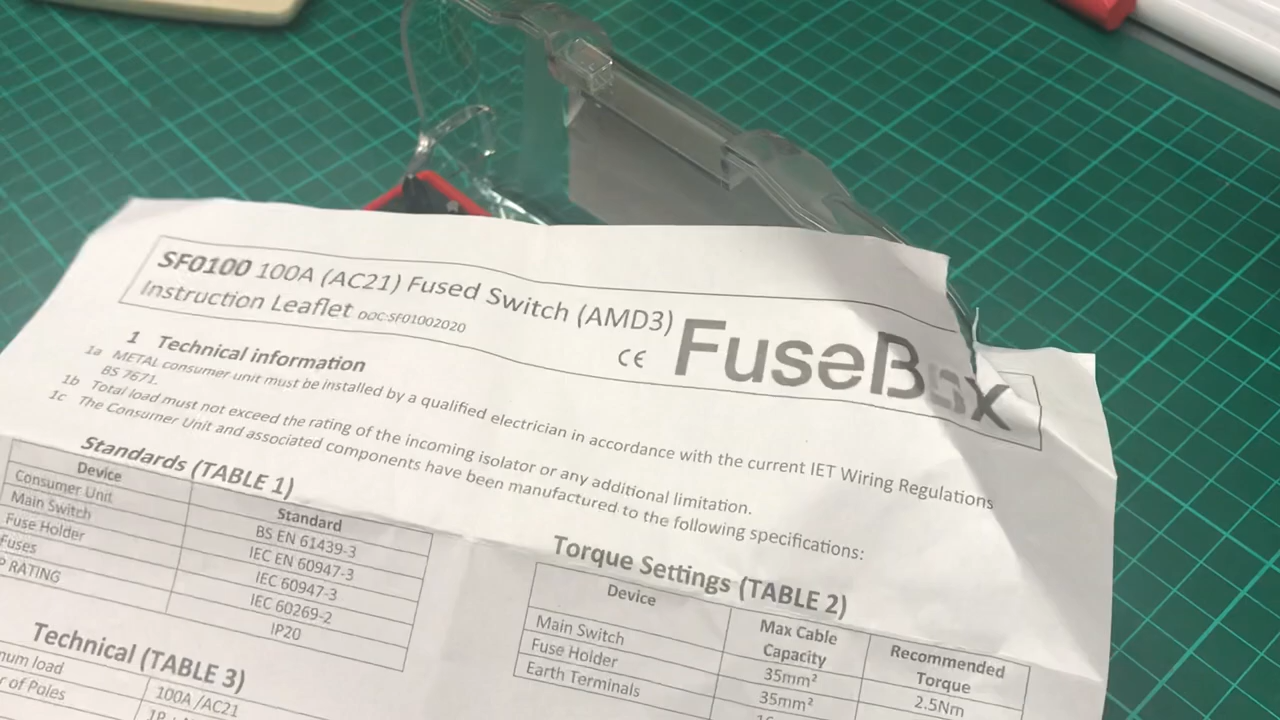 SF0100 100A (AC21) Fused Switch (AMD3)
Instruction Leaflet DOC-SF01002020
CE FuseBox
1 Technical information
1a METAL consumer unit must be installed by a qualified electrician in accordance with the current IET Wiring Regulations
BS 7671.
1b Total load must not exceed the rating of the incoming isolator or any additional limitation.
1c The Consumer Unit and associated components have been manufactured to the following specifications:
Standards (TABLE 1)
Device Standard
Consumer Unit BS EN 61439-3
Main Switch IEC EN 60947-3
Fuse Holder IEC 60947-3
Fuses IEC 60269-2
P RATING IP20
Torque Settings (TABLE 2)
Device Max Cable Capacity Recommended Torque
Main Switch 35mm² 2.5Nm
Fuse Holder 35mm²
Earth Terminals
Technical (TABLE 3)
num load 100A /AC21
r of Poles